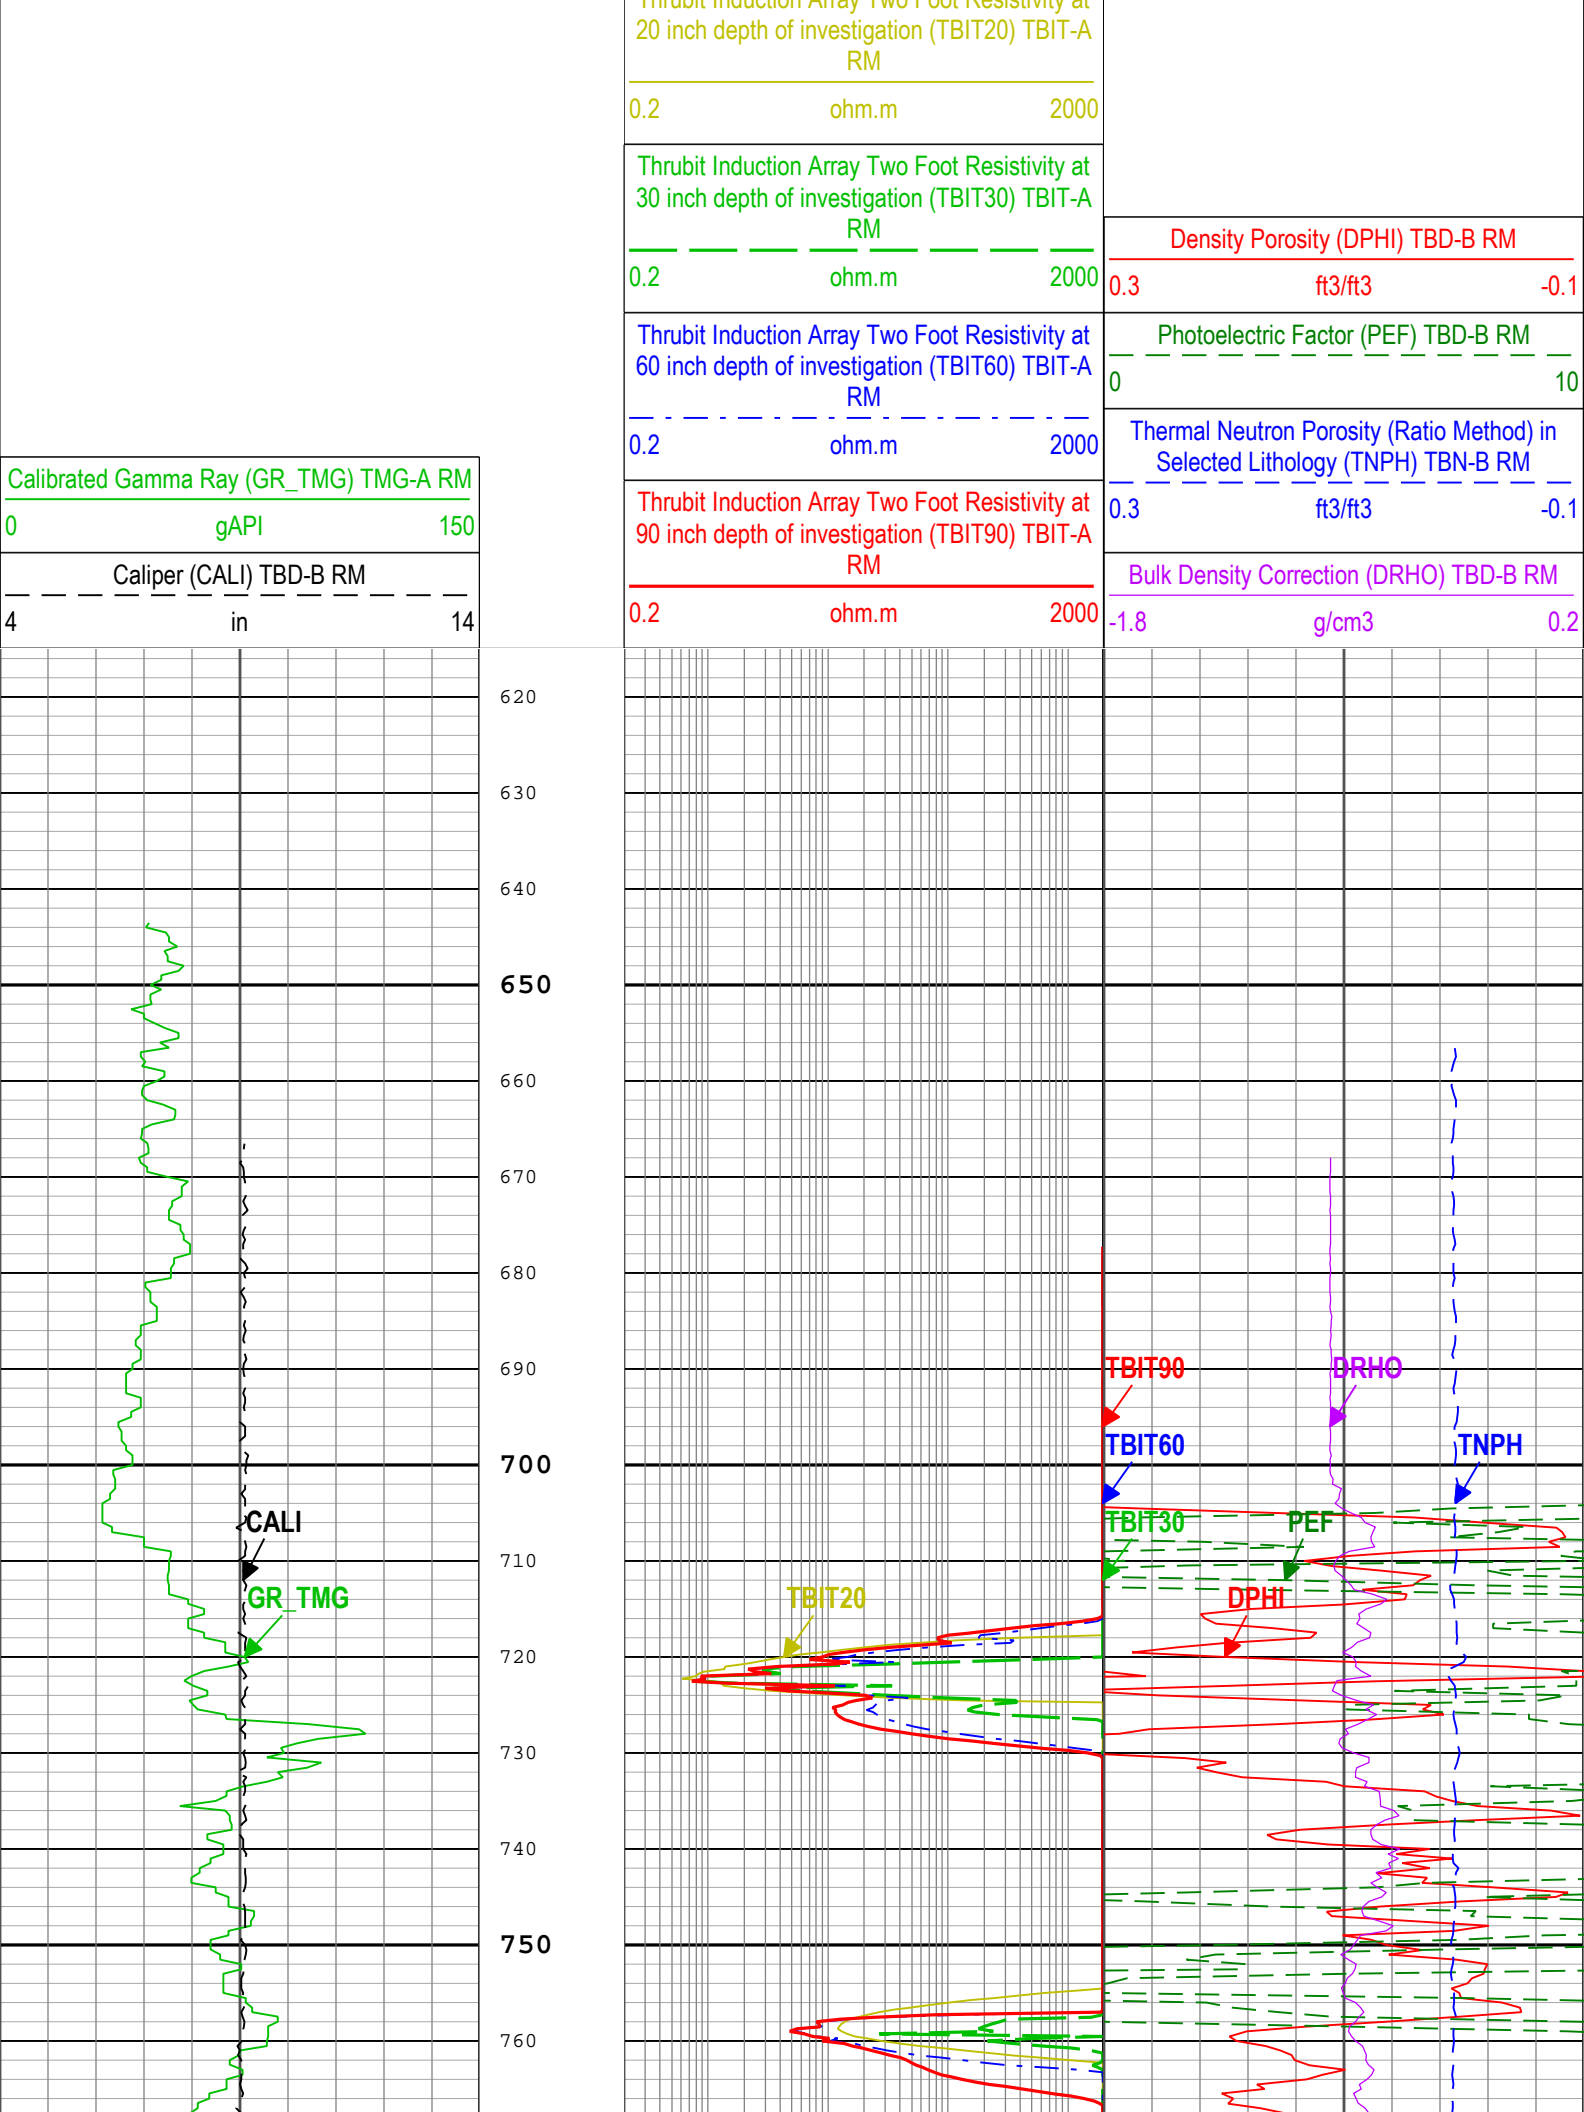 Thrubit Induction Array Two Foot Resistivity at
20 inch depth of investigation (TBIT20) TBIT-A
RM
0.2 ohm.m 2000
Thrubit Induction Array Two Foot Resistivity at
30 inch depth of investigation (TBIT30) TBIT-A
RM
0.2 ohm.m 2000
Thrubit Induction Array Two Foot Resistivity at
60 inch depth of investigation (TBIT60) TBIT-A
RM
0.2 ohm.m 2000
Thrubit Induction Array Two Foot Resistivity at
90 inch depth of investigation (TBIT90) TBIT-A
RM
0.2 ohm.m 2000
Density Porosity (DPHI) TBD-B RM
0.3 ft3/ft3 -0.1
Photoelectric Factor (PEF) TBD-B RM
0 10
Thermal Neutron Porosity (Ratio Method) in
Selected Lithology (TNPH) TBN-B RM
0.3 ft3/ft3 -0.1
Bulk Density Correction (DRHO) TBD-B RM
-1.8 g/cm3 0.2
Calibrated Gamma Ray (GR_TMG) TMG-A RM
0 gAPI 150
Caliper (CALI) TBD-B RM
4 in 14
620
630
640
650
660
670
680
690
TBIT90 DRHO
TBIT60 TNPH
700
CALI TBIT30 PEF
710
GR_TMG TBIT20 DPHI
720
730
740
750
760